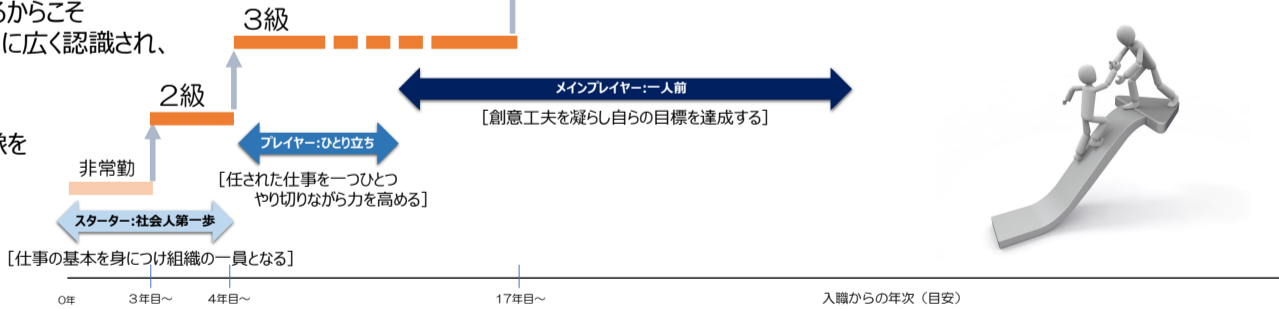 るからこそ
に広く認識され、
像を
3級
2級
非常勤
メインプレイヤー:一人前
[創意工夫を凝らし自らの目標を達成する]
プレイヤー:ひとり立ち
[任された仕事を一つひとつ
やり切りながら力を高める]
スターター:社会人第一歩
[仕事の基本を身につけ組織の一員となる]
0年
3年目～
4年目～
17年目～
入職からの年次（目安）